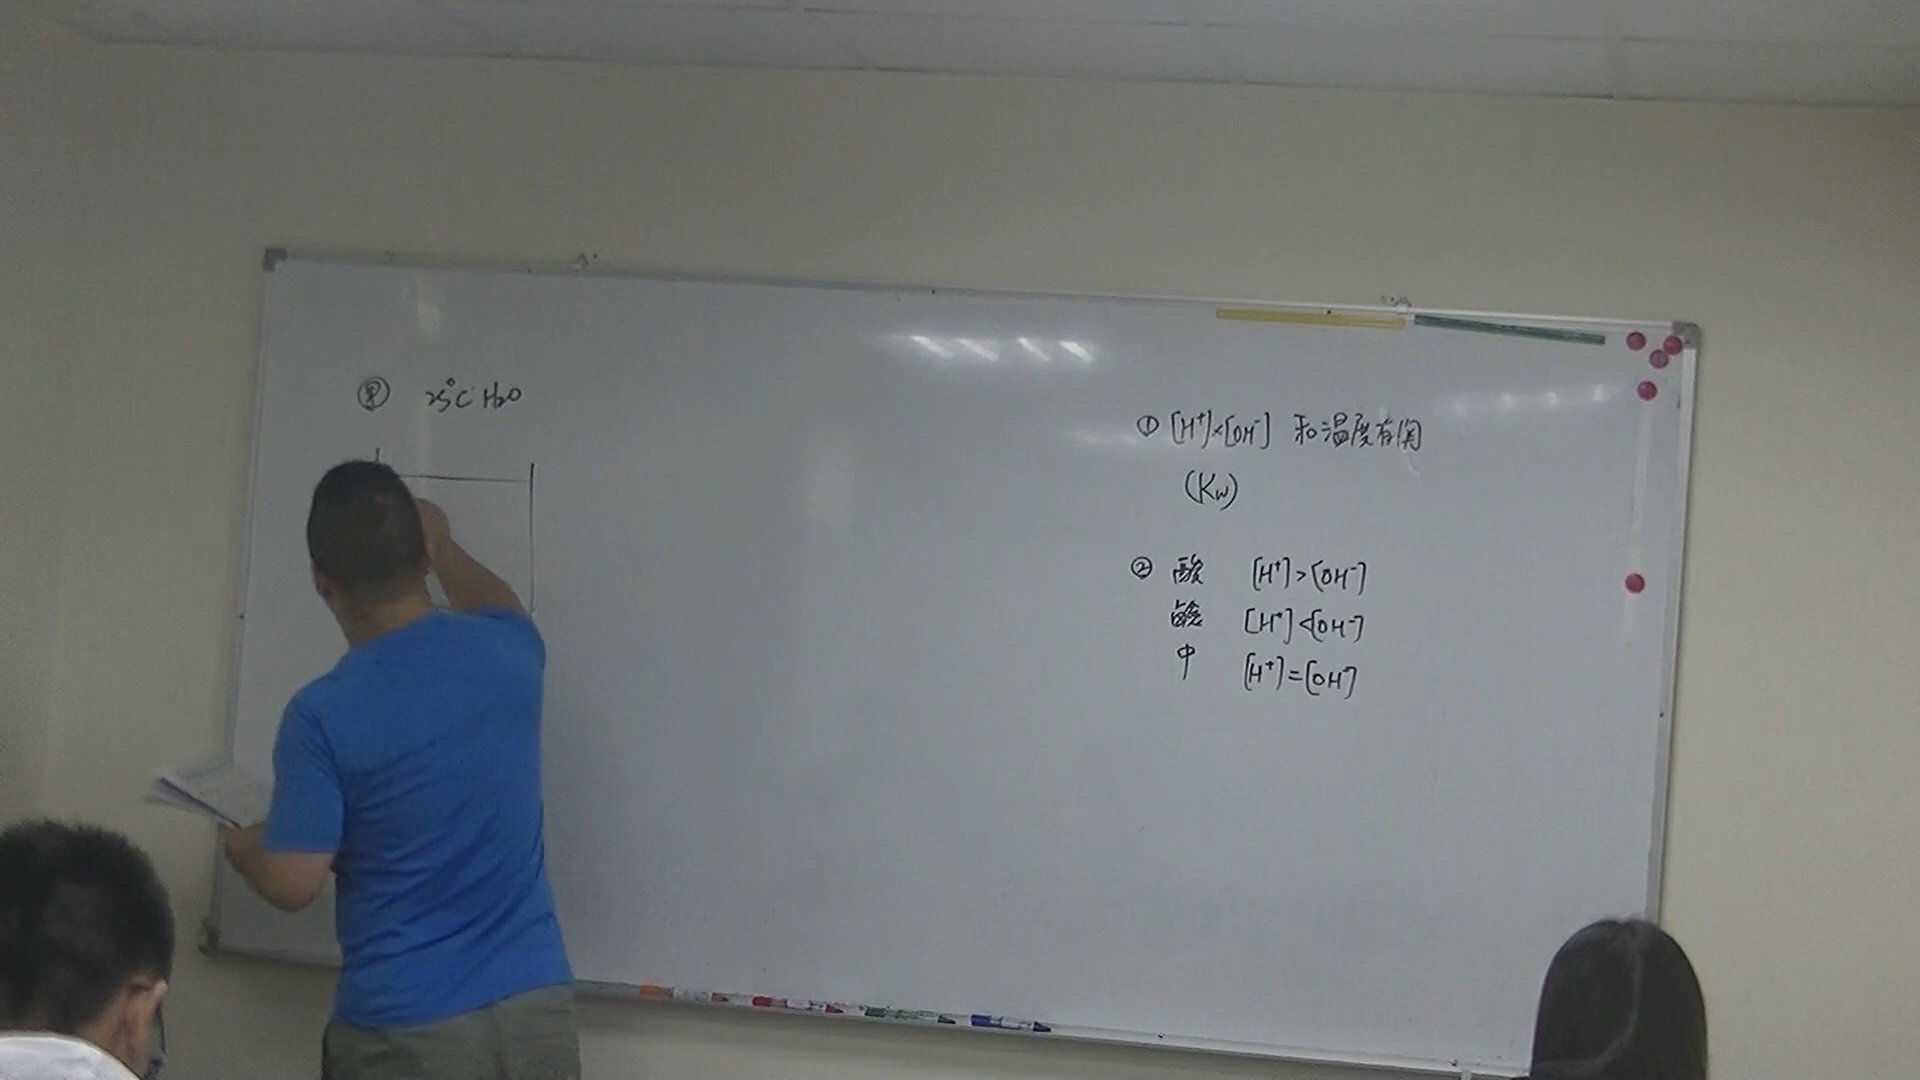 25°C H2O
① [H⁺]×[OH⁻] 和温度有関
(Kw)
② 酸 [H⁺]>[OH⁻]
鹼 [H⁺]<[OH⁻]
中 [H⁺]=[OH⁻]